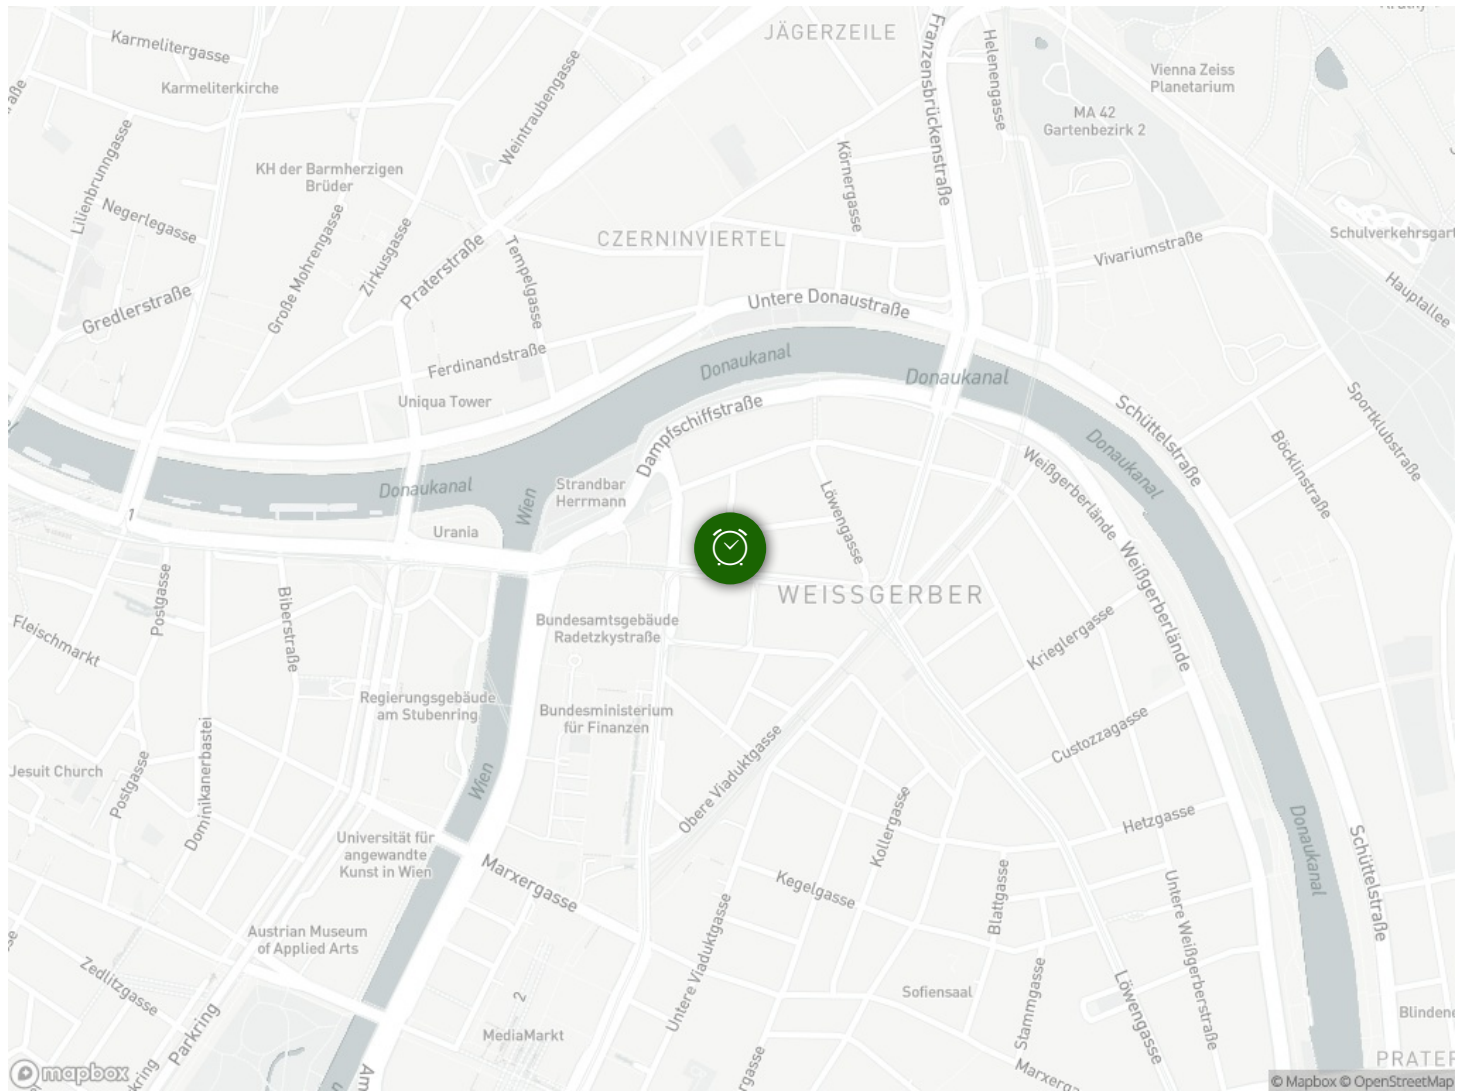 JÄGERZEILE
Franzensbrückenstraße
Helenengasse
Karmelitergasse
Karmeliterkirche
Weintraubengasse
Vienna Zeiss
Planetarium
MA 42
Gartenbezirk 2
Lilienbrunngasse
KH der Barmherzigen
Brüder
Körnergasse
Negerlegasse
Große Mohrengasse
Zirkusgasse
Praterstraße
Tempelgasse
CZERNINVIERTEL
Vivariumstraße
Schulverkehrsgart
Hauptallee
Gredlerstraße
Untere Donaustraße
Ferdinandstraße
Donaukanal
Donaukanal
Uniqua Tower
Dampfschiffstraße
Schüttelstraße
Sportklubstraße
Böcklinstraße
Donaukanal
Weißgerberlände
Donaukanal
Wien
Strandbar
Herrmann
Löwengasse
1
Urania
Weißgerberlände
WEISSGERBER
Postgasse
Biberstraße
Fleischmarkt
Bundesamtsgebäude
Radetzkystraße
Krieglergasse
Regierungsgebäude
am Stubenring
Bundesministerium
für Finanzen
Custozzagasse
Jesuit Church
Postgasse
Dominikanerbastei
Wien
Obere Viaduktgasse
Kollergasse
Hetzgasse
Donaukanal
Schüttelstraße
Universität für
angewandte
Kunst in Wien
Marxergasse
Kegelgasse
Blattgasse
Untere Weißgerberstraße
Austrian Museum
of Applied Arts
Zedlitzgasse
Untere Viaduktgasse
Sofiensaal
Stammgasse
Löwengasse
2
MediaMarkt
Parkring
Blindene
PRATER
Marxerg
mapbox
© Mapbox © OpenStreetMap